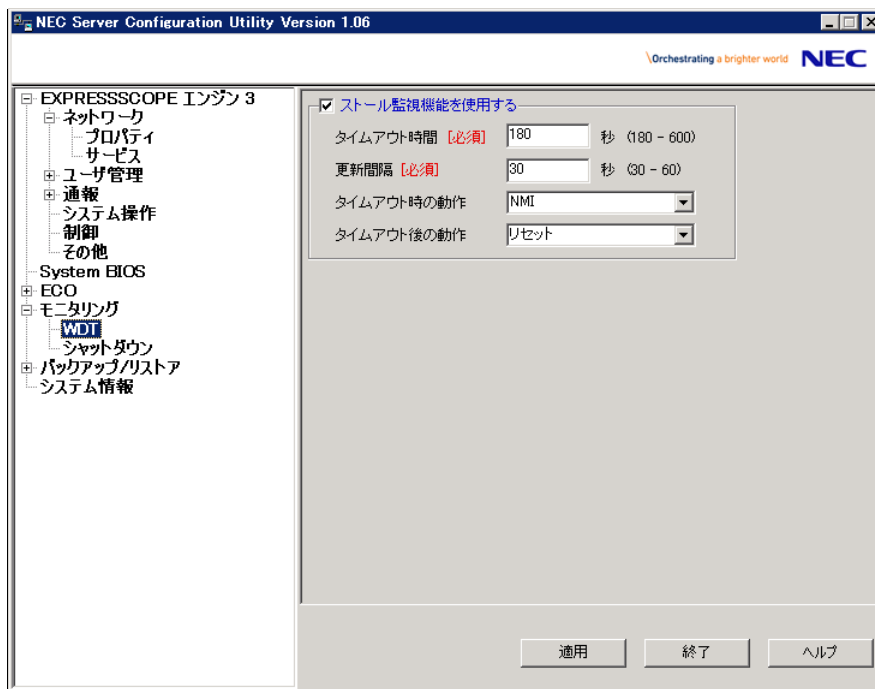 NEC Server Configuration Utility Version 1.06
\Orchestrating a brighter world NEC
EXPRESSSCOPE エンジン 3
ネットワーク
プロパティ
サービス
ユーザ管理
通報
システム操作
制御
その他
System BIOS
ECO
モニタリング
WDT
シャットダウン
バックアップ/リストア
システム情報
ストール監視機能を使用する
タイムアウト時間 [必須] 180 秒 (180 - 600)
更新間隔 [必須] 30 秒 (30 - 60)
タイムアウト時の動作 NMI
タイムアウト後の動作 リセット
適用 終了 ヘルプ